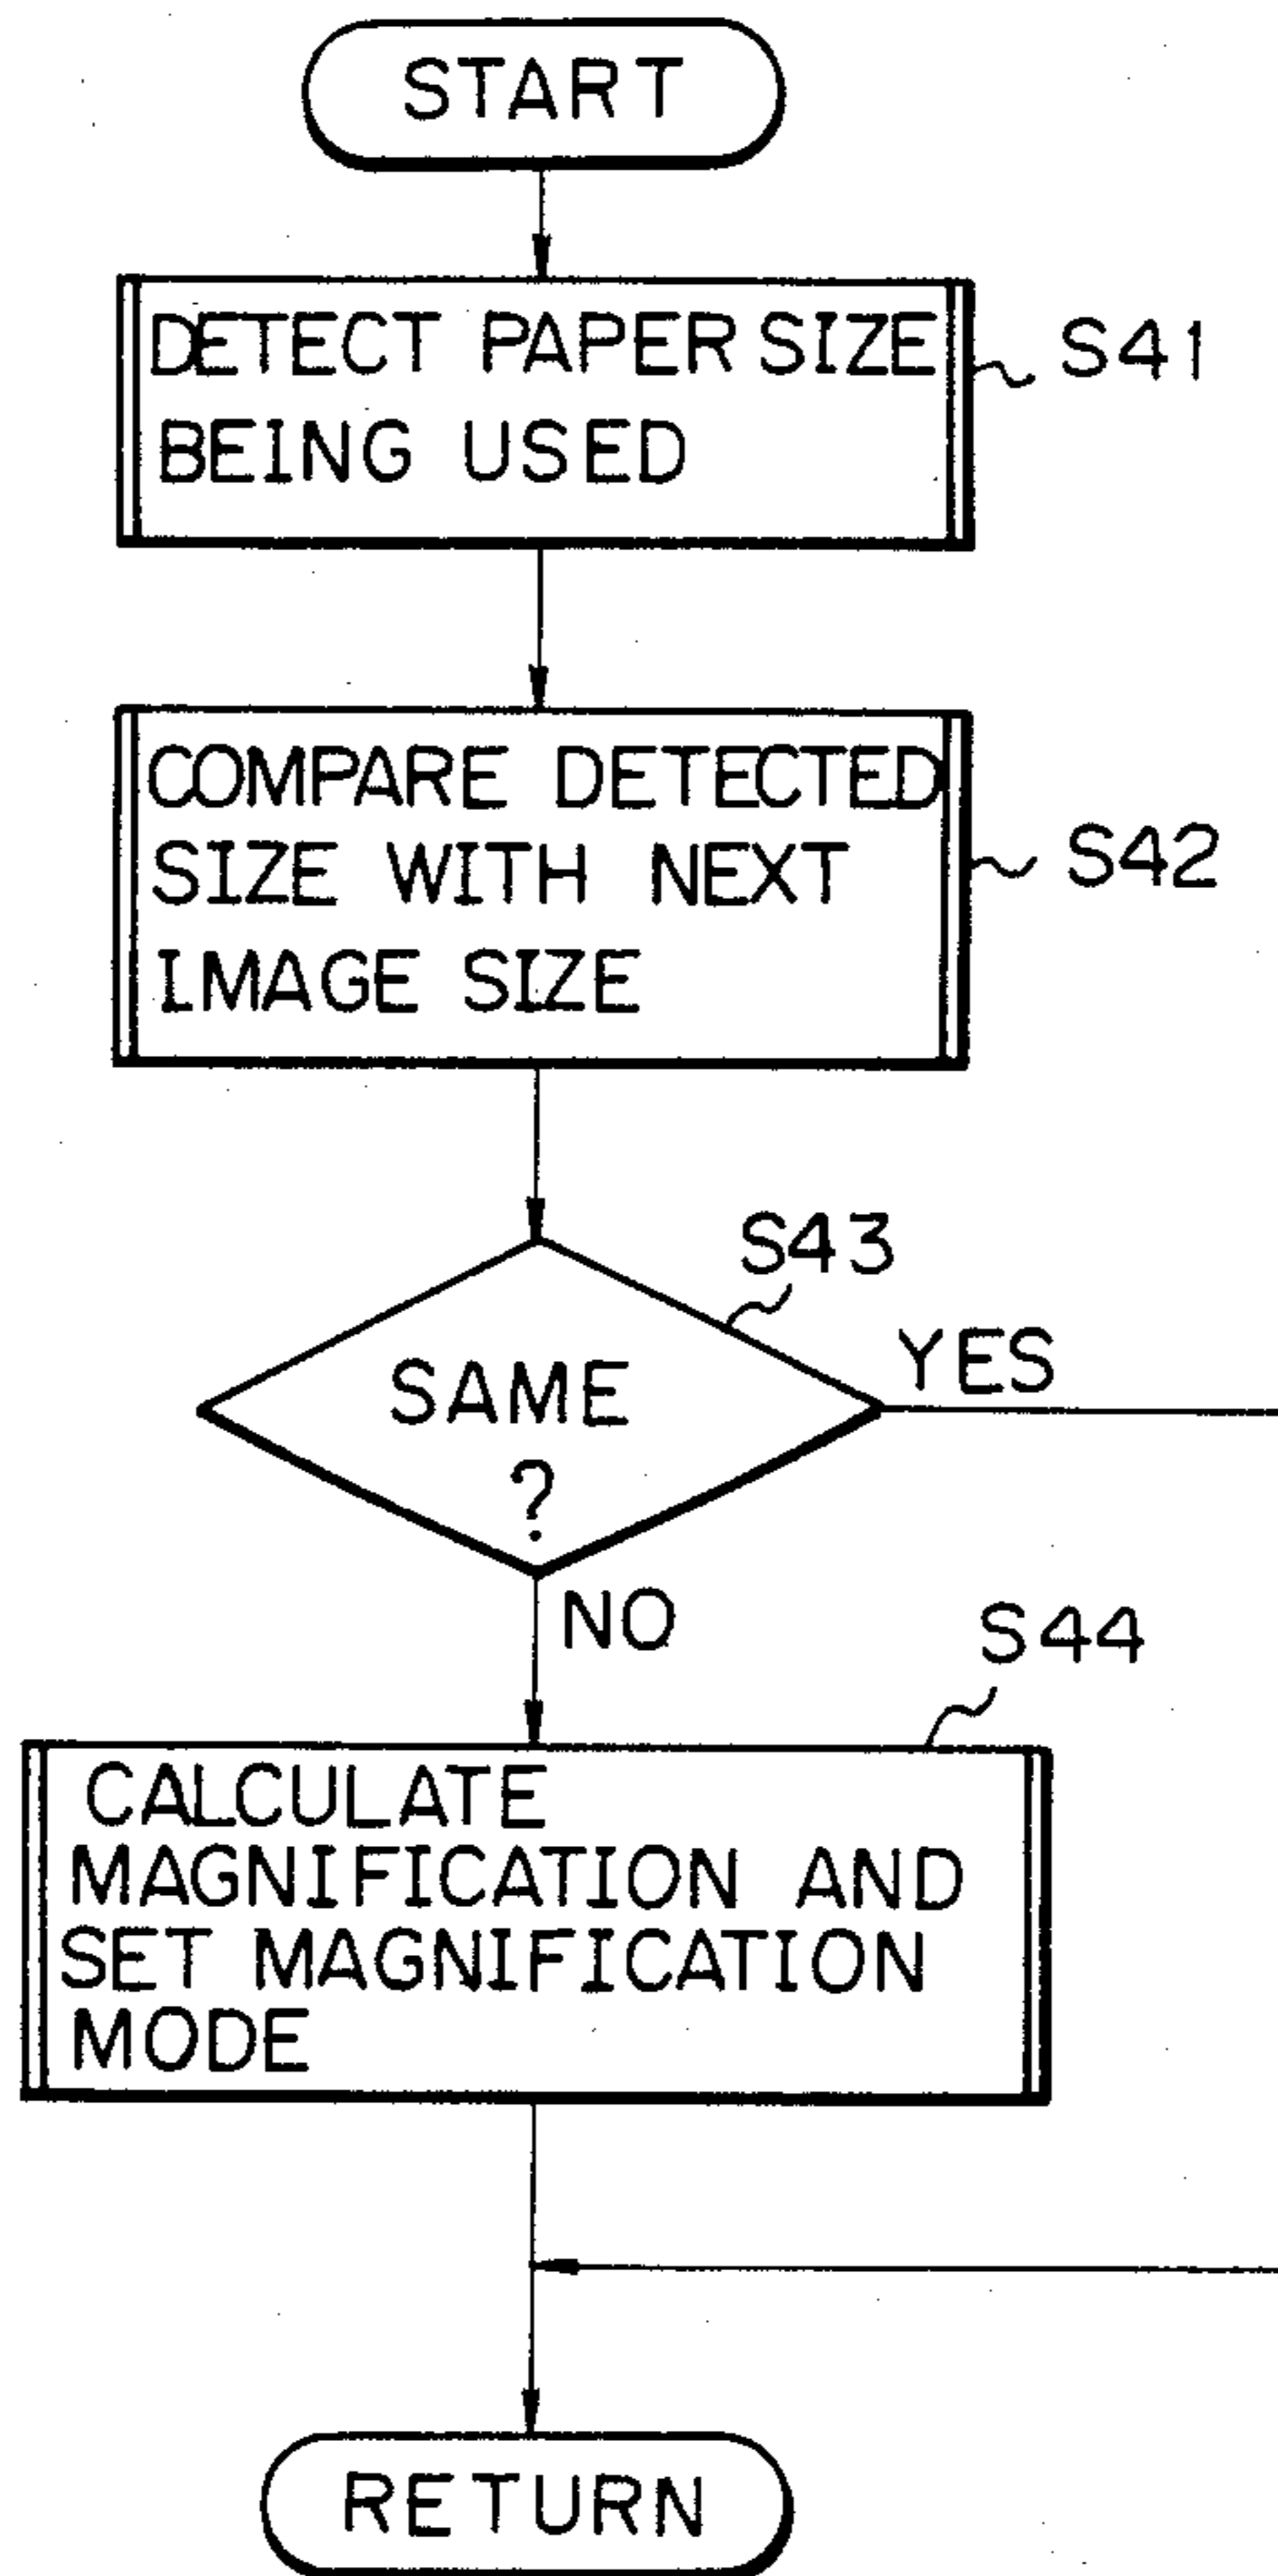 START
DETECT PAPER SIZE
BEING USED
S41
COMPARE DETECTED
SIZE WITH NEXT
IMAGE SIZE
S42
S43
SAME
?
YES
NO
S44
CALCULATE
MAGNIFICATION AND
SET MAGNIFICATION
MODE
RETURN